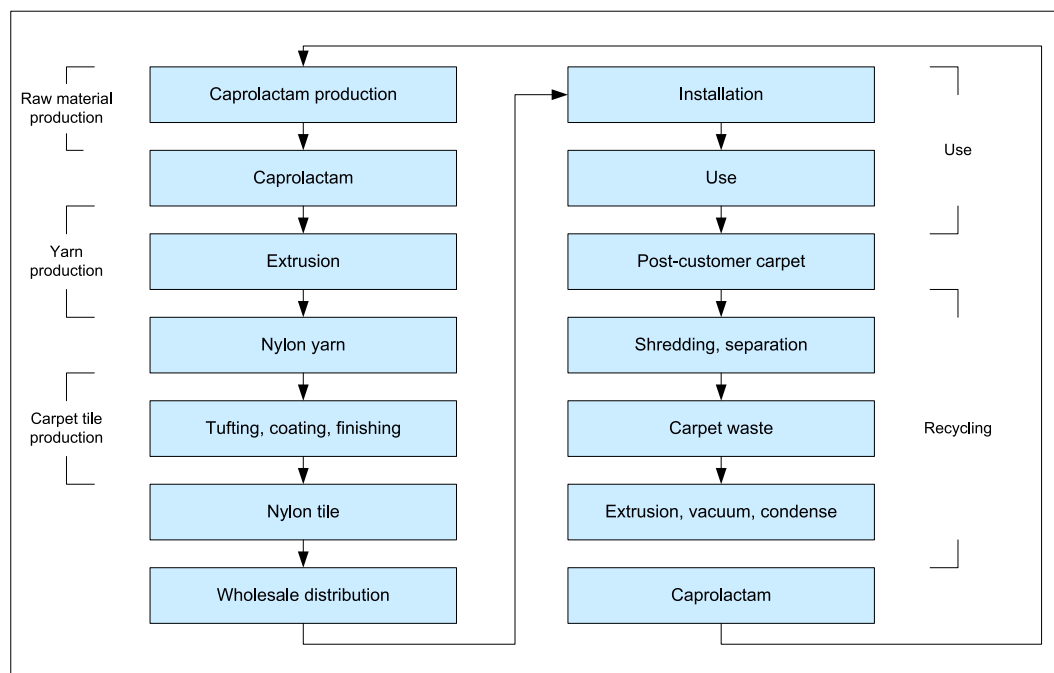 Raw material
production
Caprolactam production
Caprolactam
Yarn
production
Extrusion
Nylon yarn
Carpet tile
production
Tufting, coating, finishing
Nylon tile
Wholesale distribution
Installation
Use
Use
Post-customer carpet
Shredding, separation
Carpet waste
Recycling
Extrusion, vacuum, condense
Caprolactam